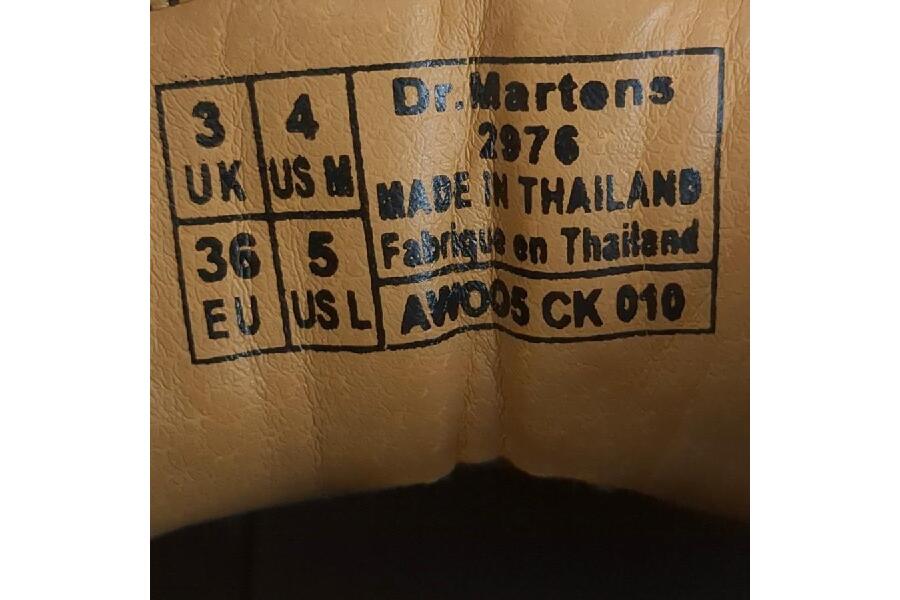 3
UK
4
US M
36
EU
5
US L
Dr.Martens
2976
MADE IN THAILAND
Fabrique en Thailand
AW005 CK 010